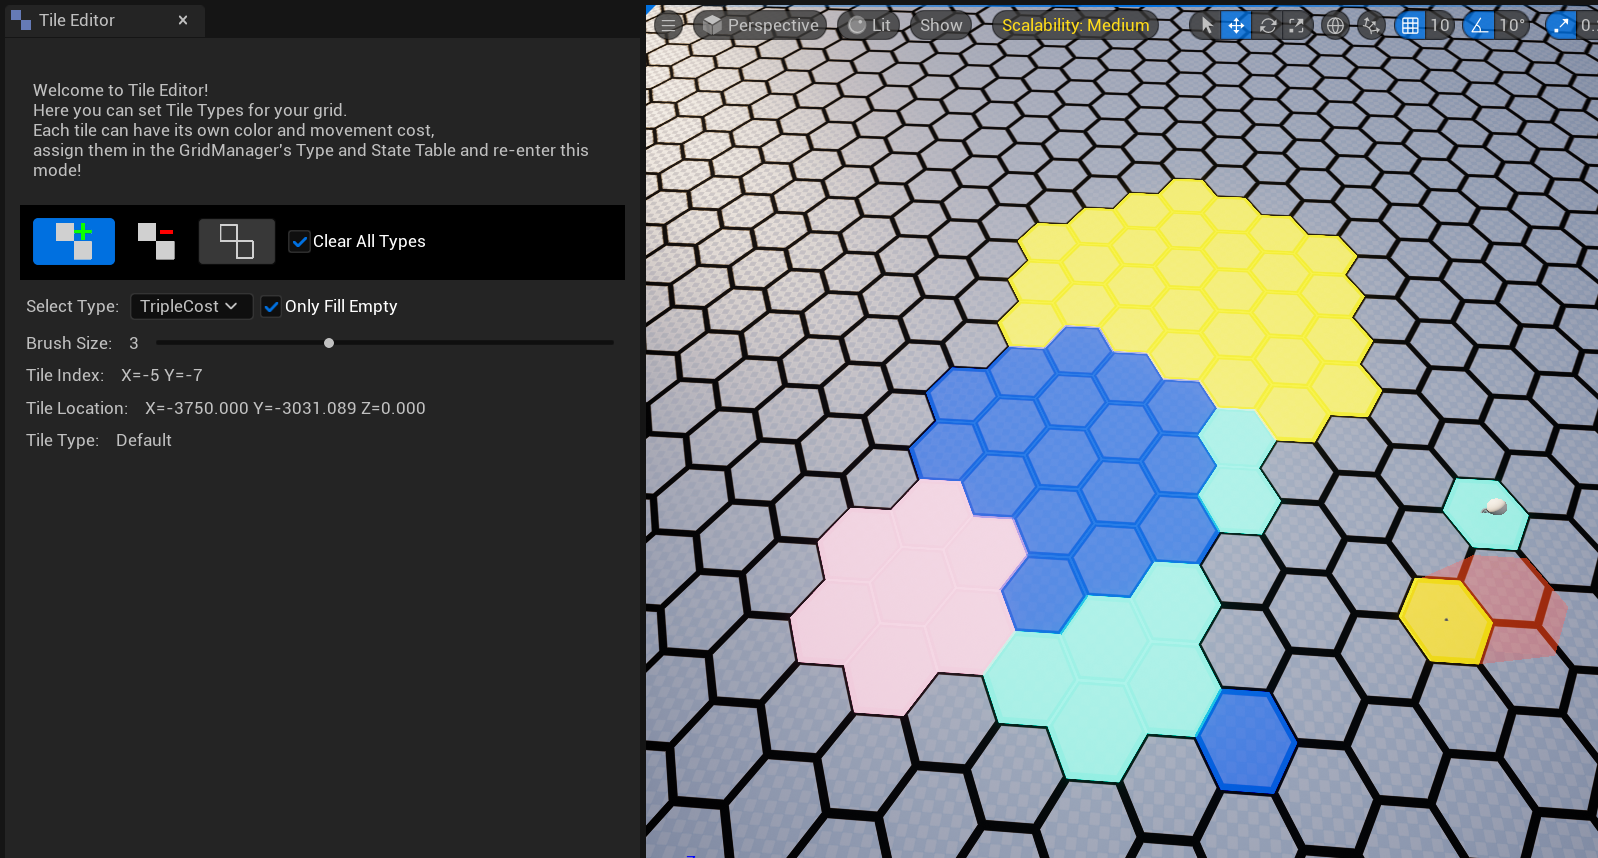 Tile Editor
Welcome to Tile Editor!
Here you can set Tile Types for your grid.
Each tile can have its own color and movement cost,
assign them in the GridManager's Type and State Table and re-enter this
mode!
Clear All Types
Select Type: TripleCost Only Fill Empty
Brush Size: 3
Tile Index: X=-5 Y=-7
Tile Location: X=-3750.000 Y=-3031.089 Z=0.000
Tile Type: Default
Perspective Lit Show Scalability: Medium 10 10°